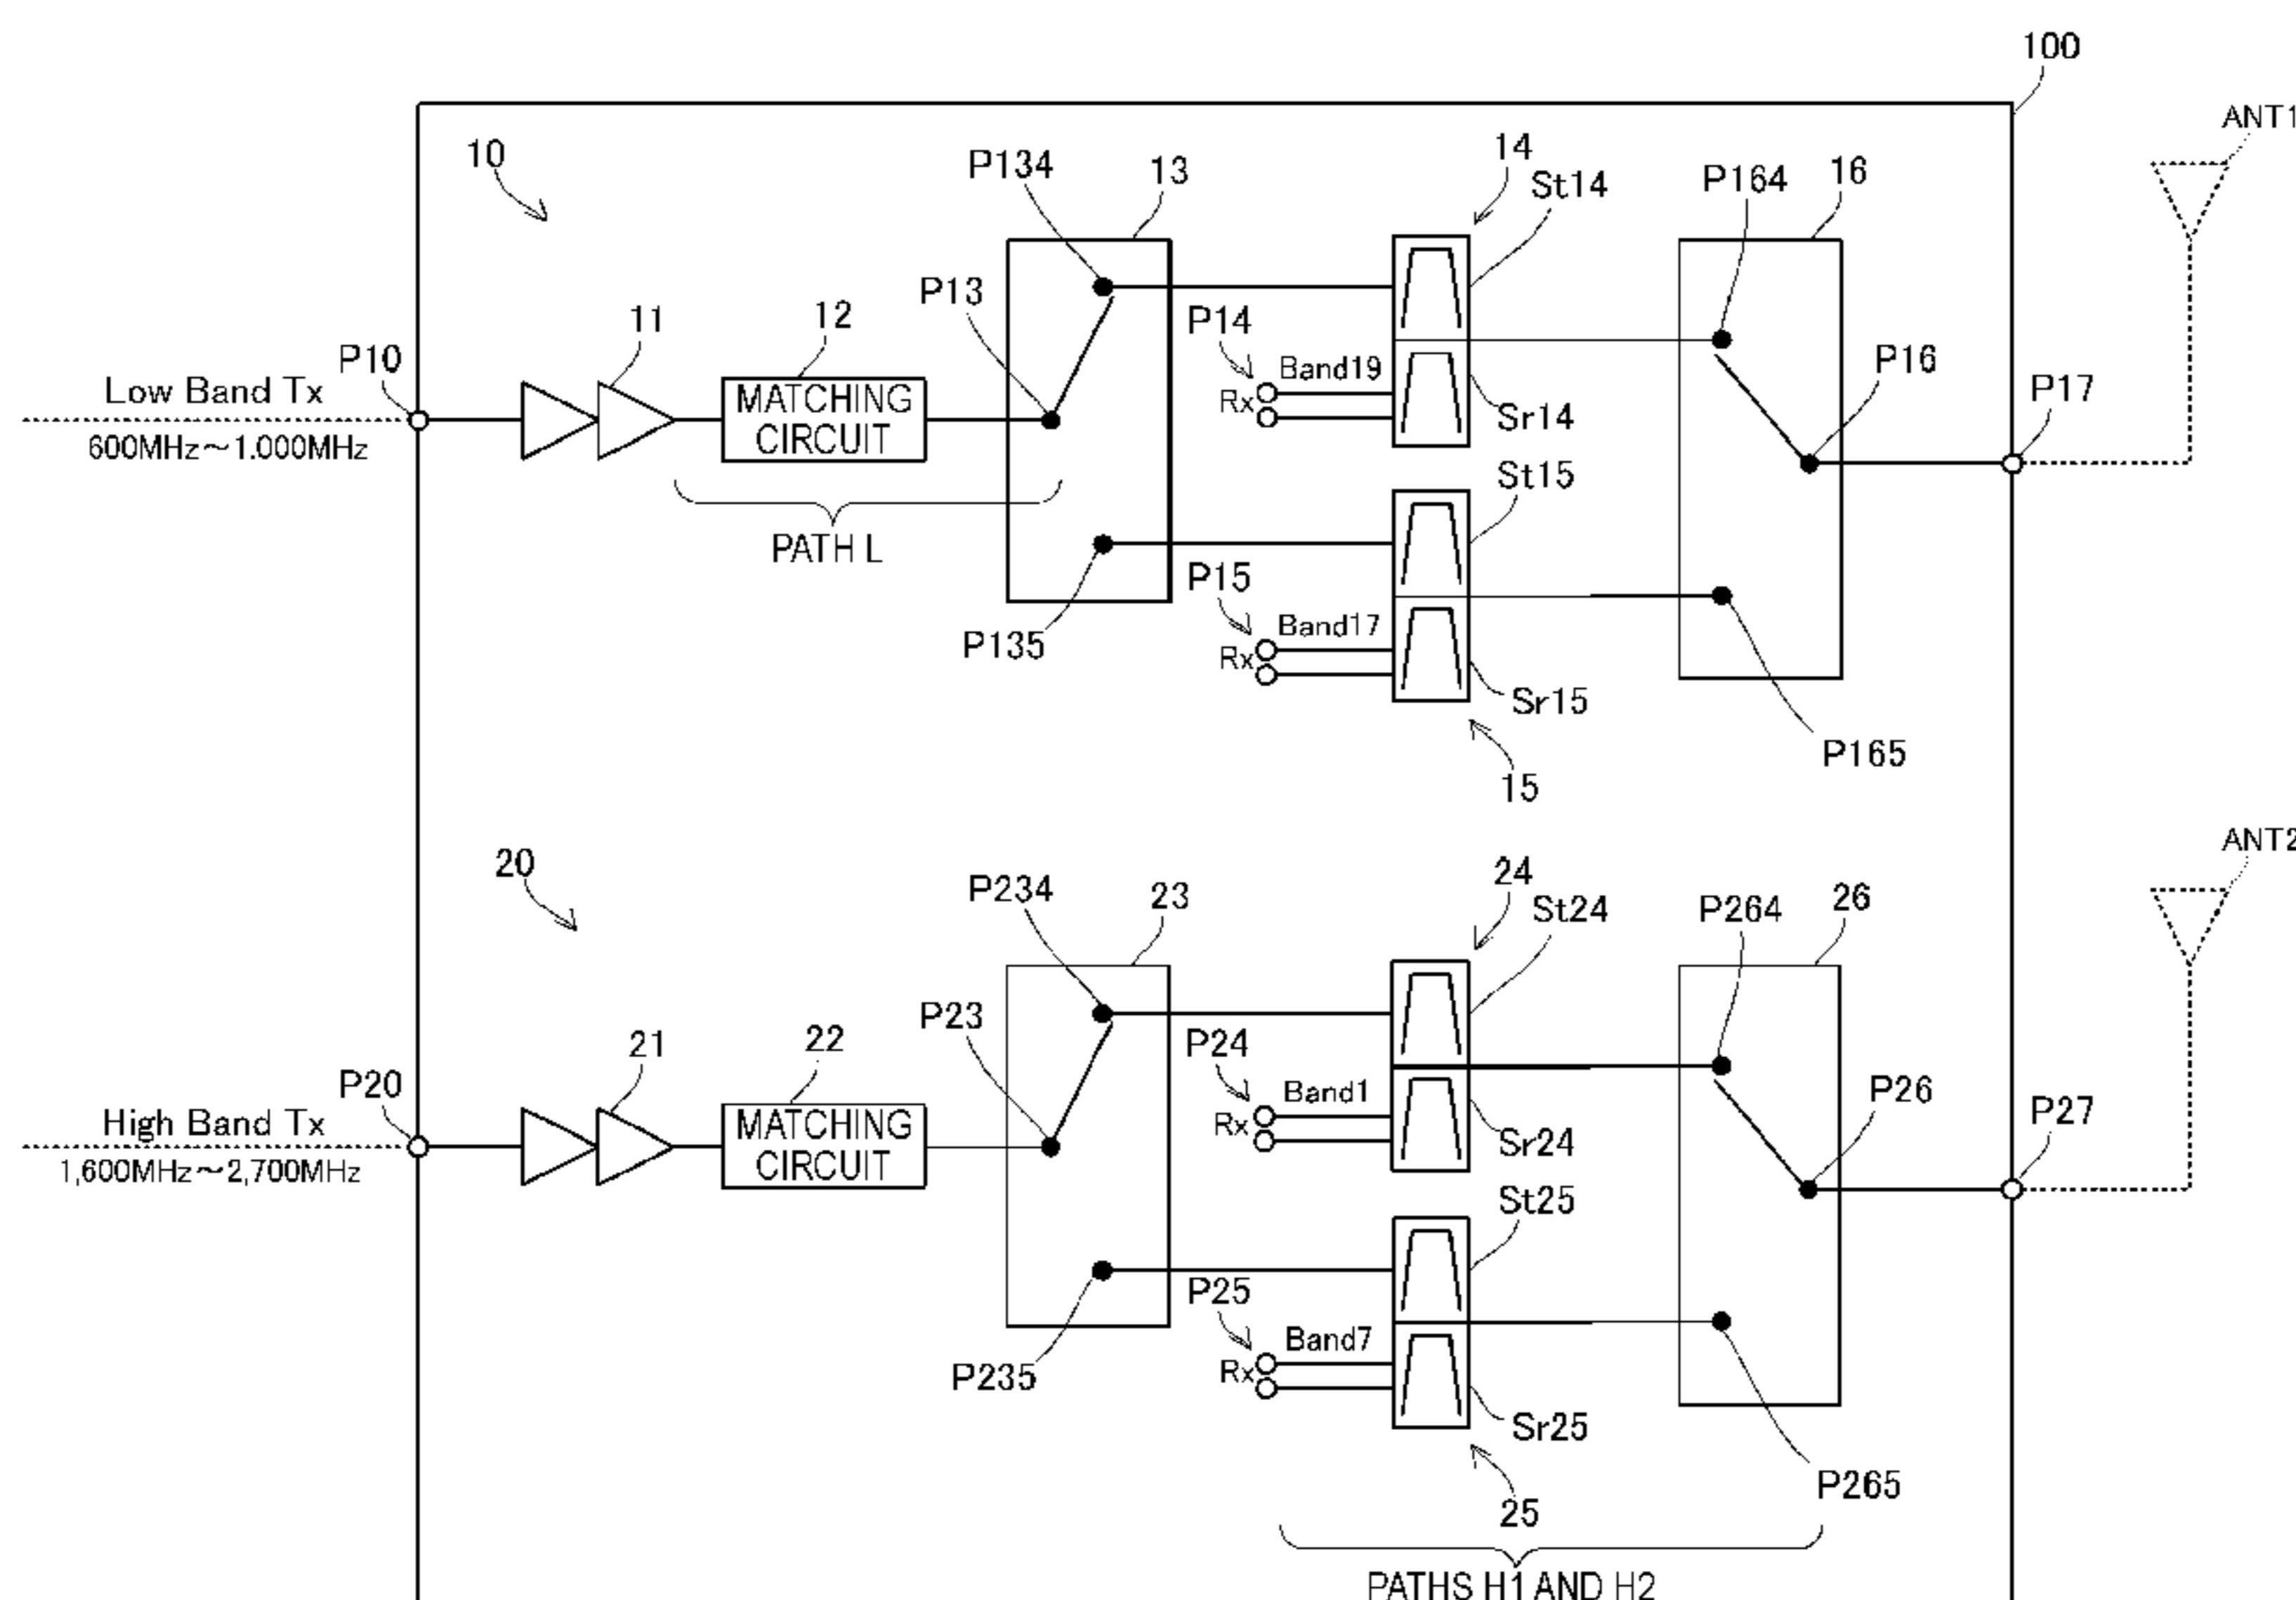 100
ANT1
10
P134
13
14
St14
P164
16
P13
P14
Band19
Rx
Sr14
P16
P17
11
12
P10
Low Band Tx
600MHz～1.000MHz
MATCHING
CIRCUIT
PATH L
St15
P135
P15
Band17
Rx
Sr15
P165
15
ANT2
20
P234
23
24
St24
P264
26
P23
P24
Band1
Rx
Sr24
P26
P27
21
22
P20
High Band Tx
1,600MHz～2,700MHz
MATCHING
CIRCUIT
St25
P235
P25
Band7
Rx
Sr25
P265
25
PATHS H1 AND H2